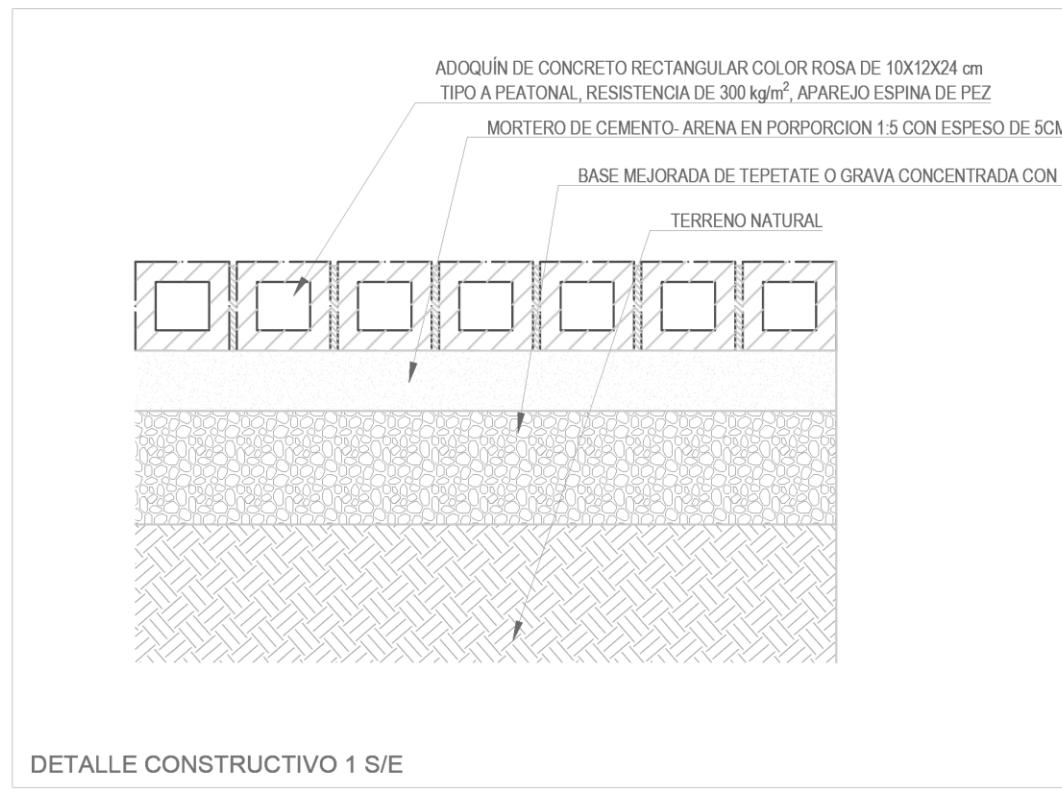 ADOQUÍN DE CONCRETO RECTANGULAR COLOR ROSA DE 10X12X24 cm
TIPO A PEATONAL, RESISTENCIA DE 300 kg/m², APAREJO ESPINA DE PEZ
MORTERO DE CEMENTO- ARENA EN PORPORCION 1:5 CON ESPESO DE 5CM
BASE MEJORADA DE TEPETATE O GRAVA CONCENTRADA CON
TERRENO NATURAL
DETALLE CONSTRUCTIVO 1 S/E